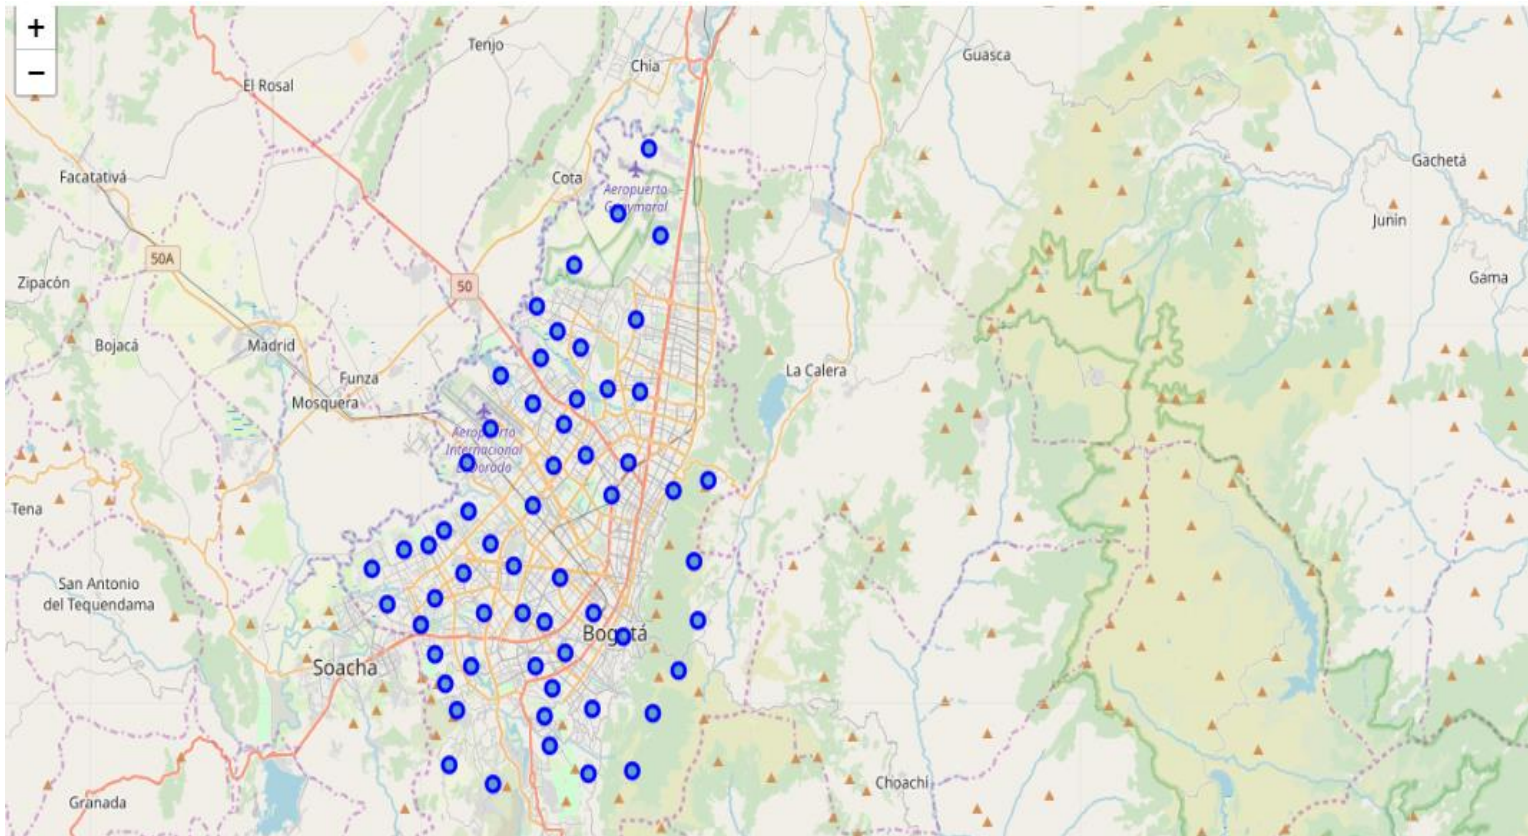 +
−
Tenjo
Guasca
Chia
El Rosal
Gachetá
Facatativá
Cota
Aeropuerto
Guaymaral
Junín
50A
Gama
Zipacón
50
Bojacá
Madrid
La Calera
Funza
Mosquera
Aeropuerto
Internacional
El Dorado
Tena
San Antonio
del Tequendama
Bogotá
Soacha
Choachí
Granada